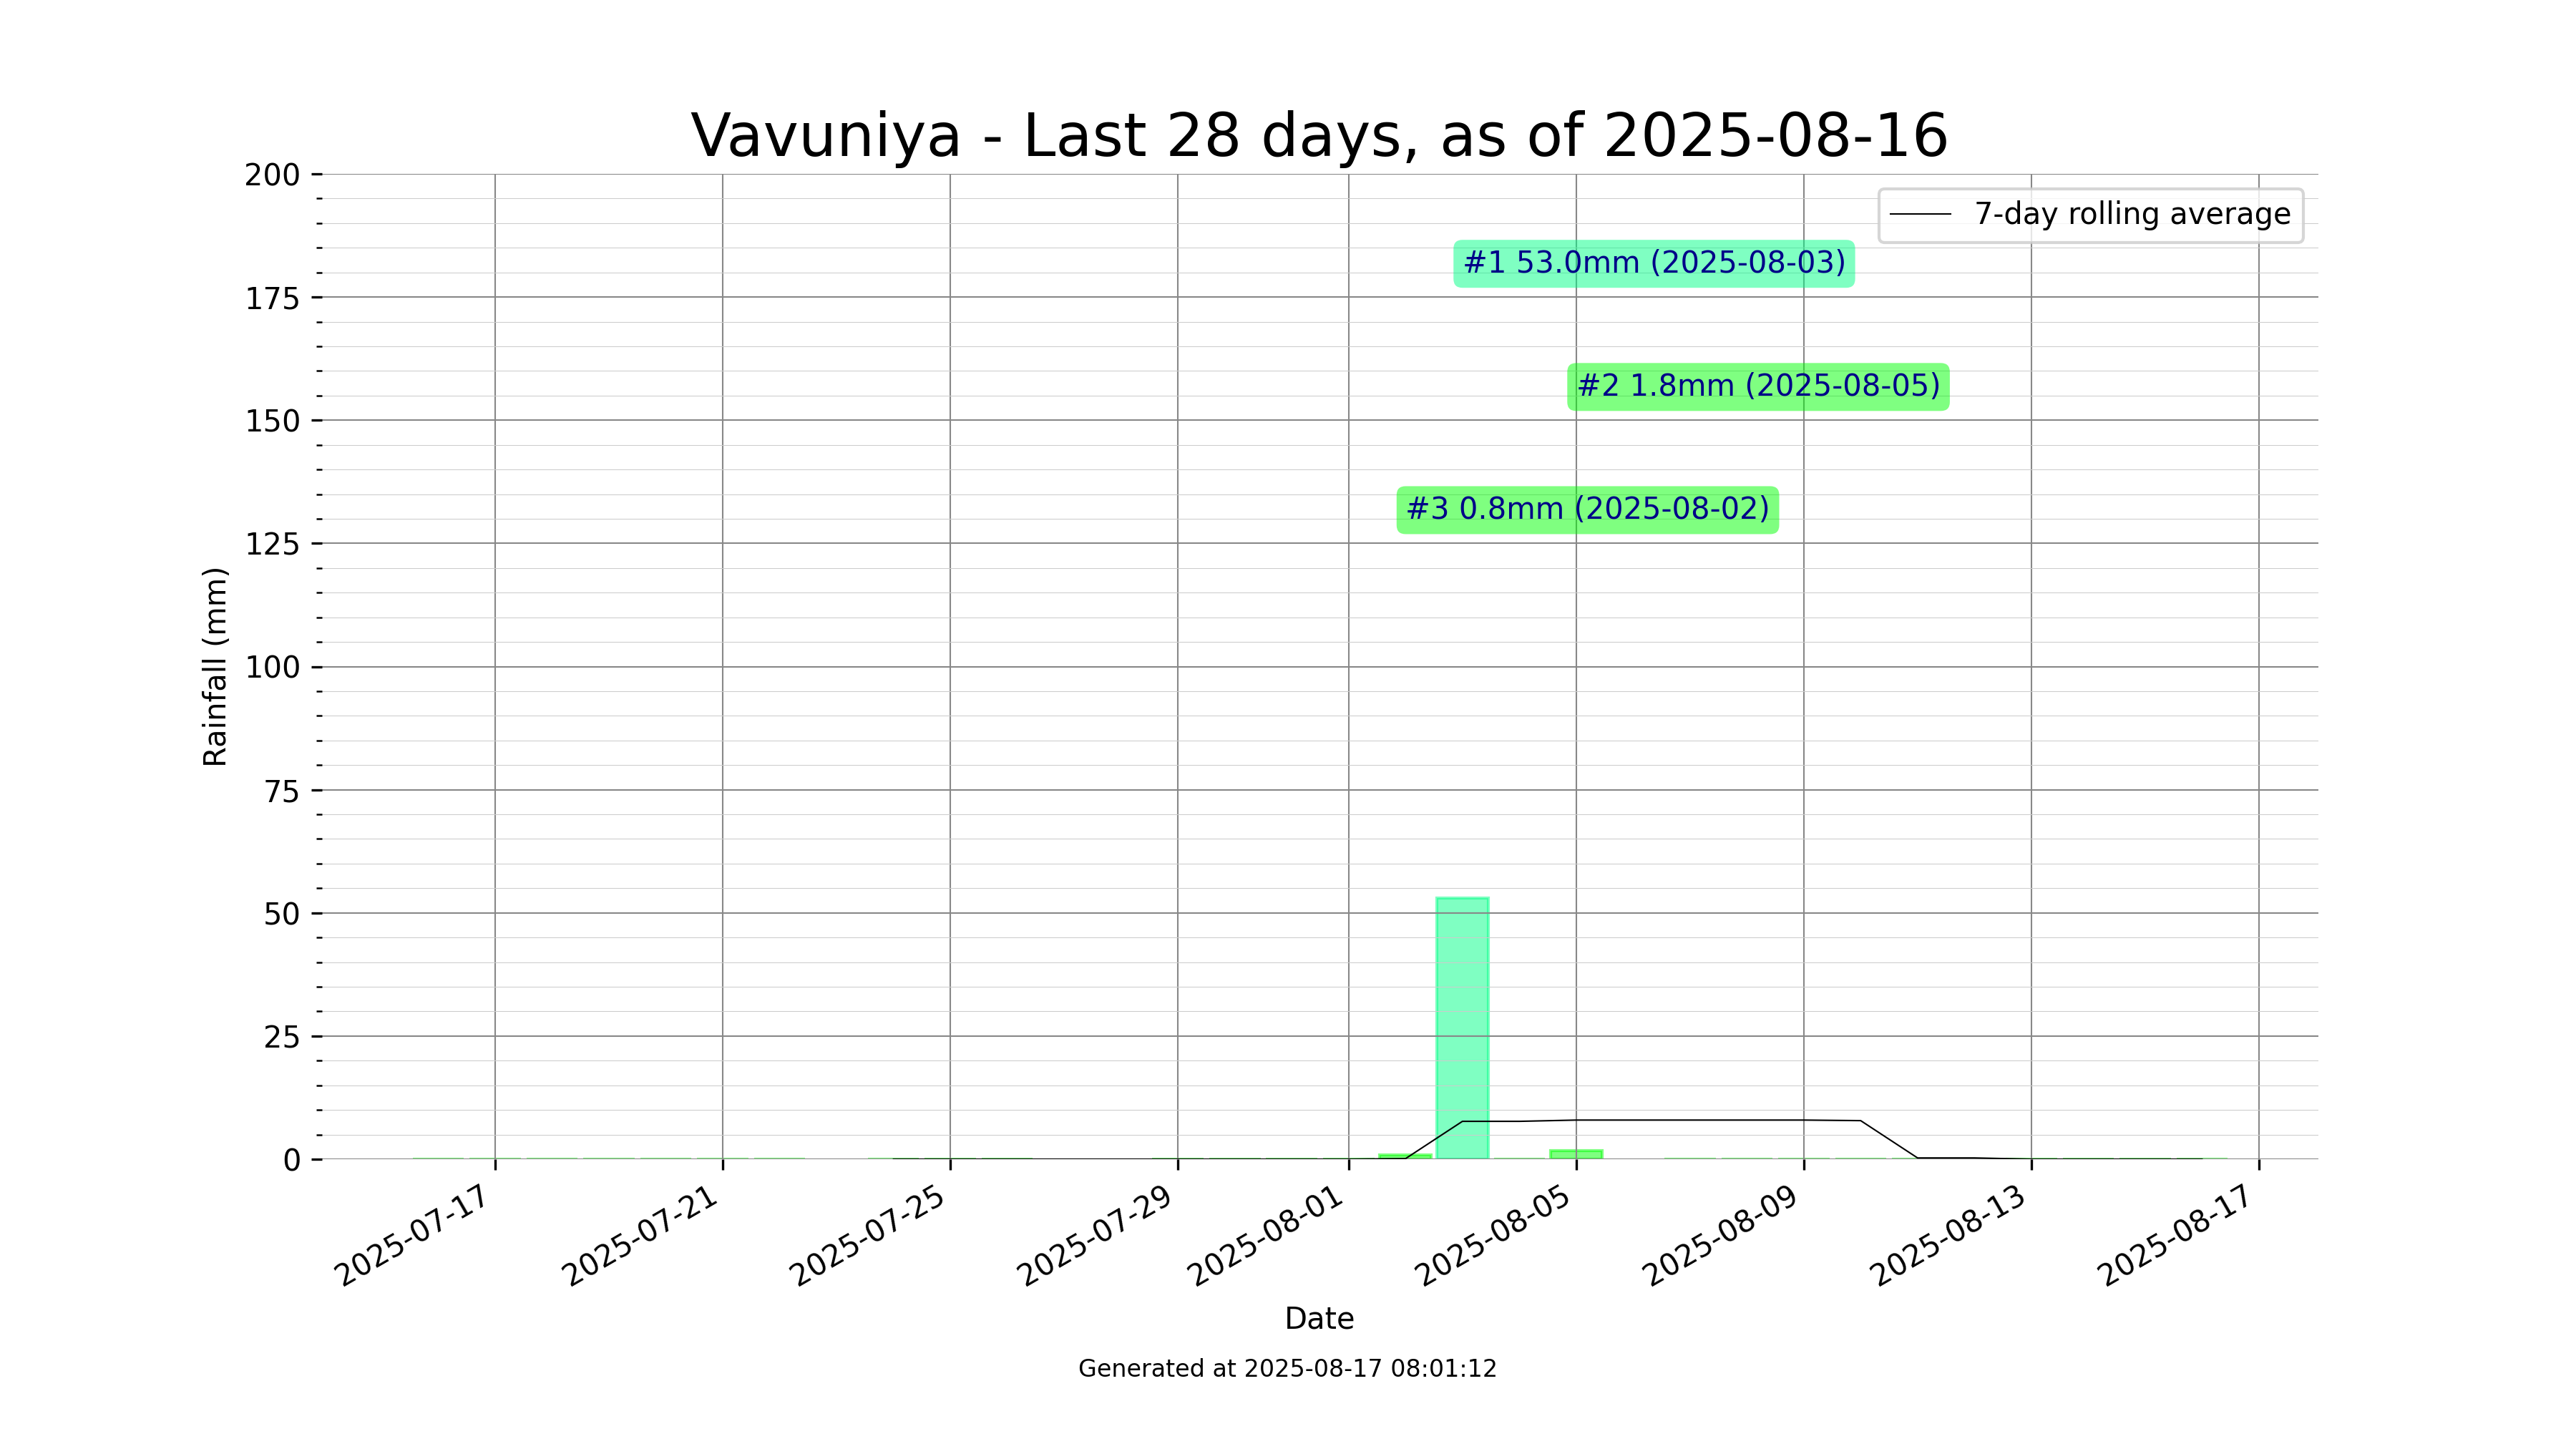 Vavuniya - Last 28 days, as of 2025-08-16
7-day rolling average
#1 53.0mm (2025-08-03)
#2 1.8mm (2025-08-05)
#3 0.8mm (2025-08-02)
Rainfall (mm)
200
175
150
125
100
75
50
25
0
2025-07-17
2025-07-21
2025-07-25
2025-07-29
2025-08-01
2025-08-05
2025-08-09
2025-08-13
2025-08-17
Date
Generated at 2025-08-17 08:01:12